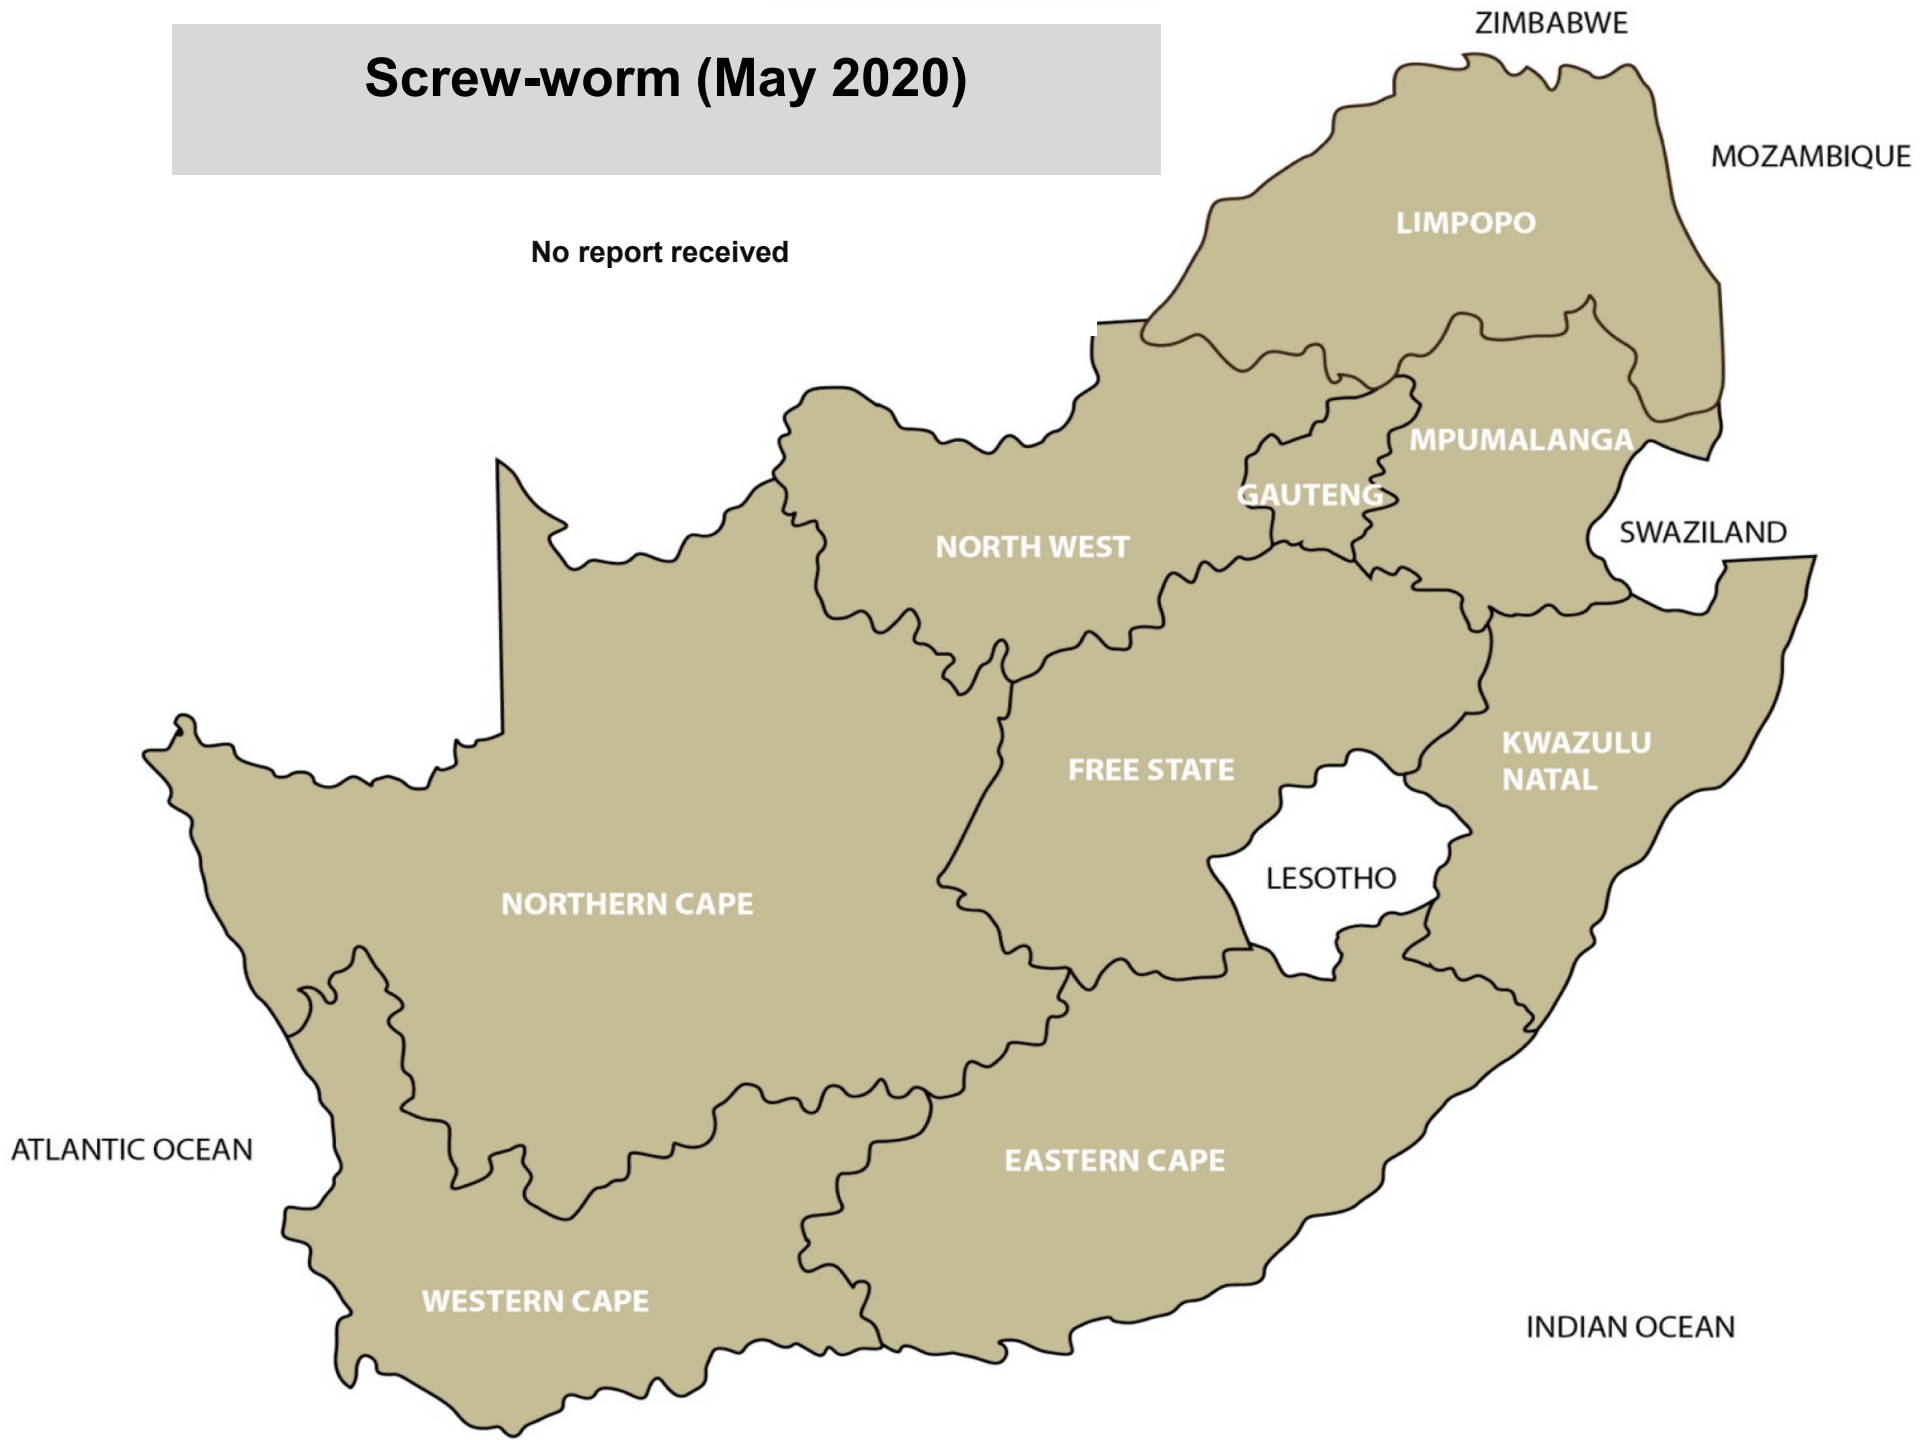 ZIMBABWE
Screw-worm (May 2020)
MOZAMBIQUE
LIMPOPO
No report received
MPUMALANGA
GAUTENG
SWAZILAND
NORTH WEST
KWAZULU
NATAL
FREE STATE
LESOTHO
NORTHERN CAPE
ATLANTIC OCEAN
EASTERN CAPE
WESTERN CAPE
INDIAN OCEAN